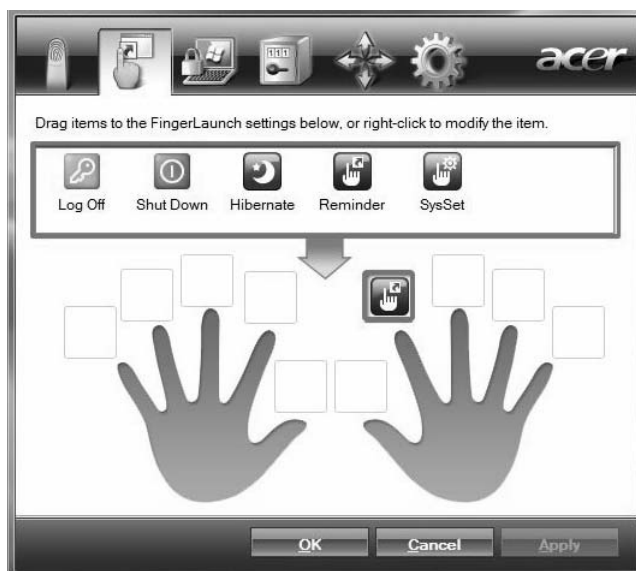 acer
Drag items to the FingerLaunch settings below, or right-click to modify the item.
Log Off Shut Down Hibernate Reminder SysSet
OK Cancel Apply